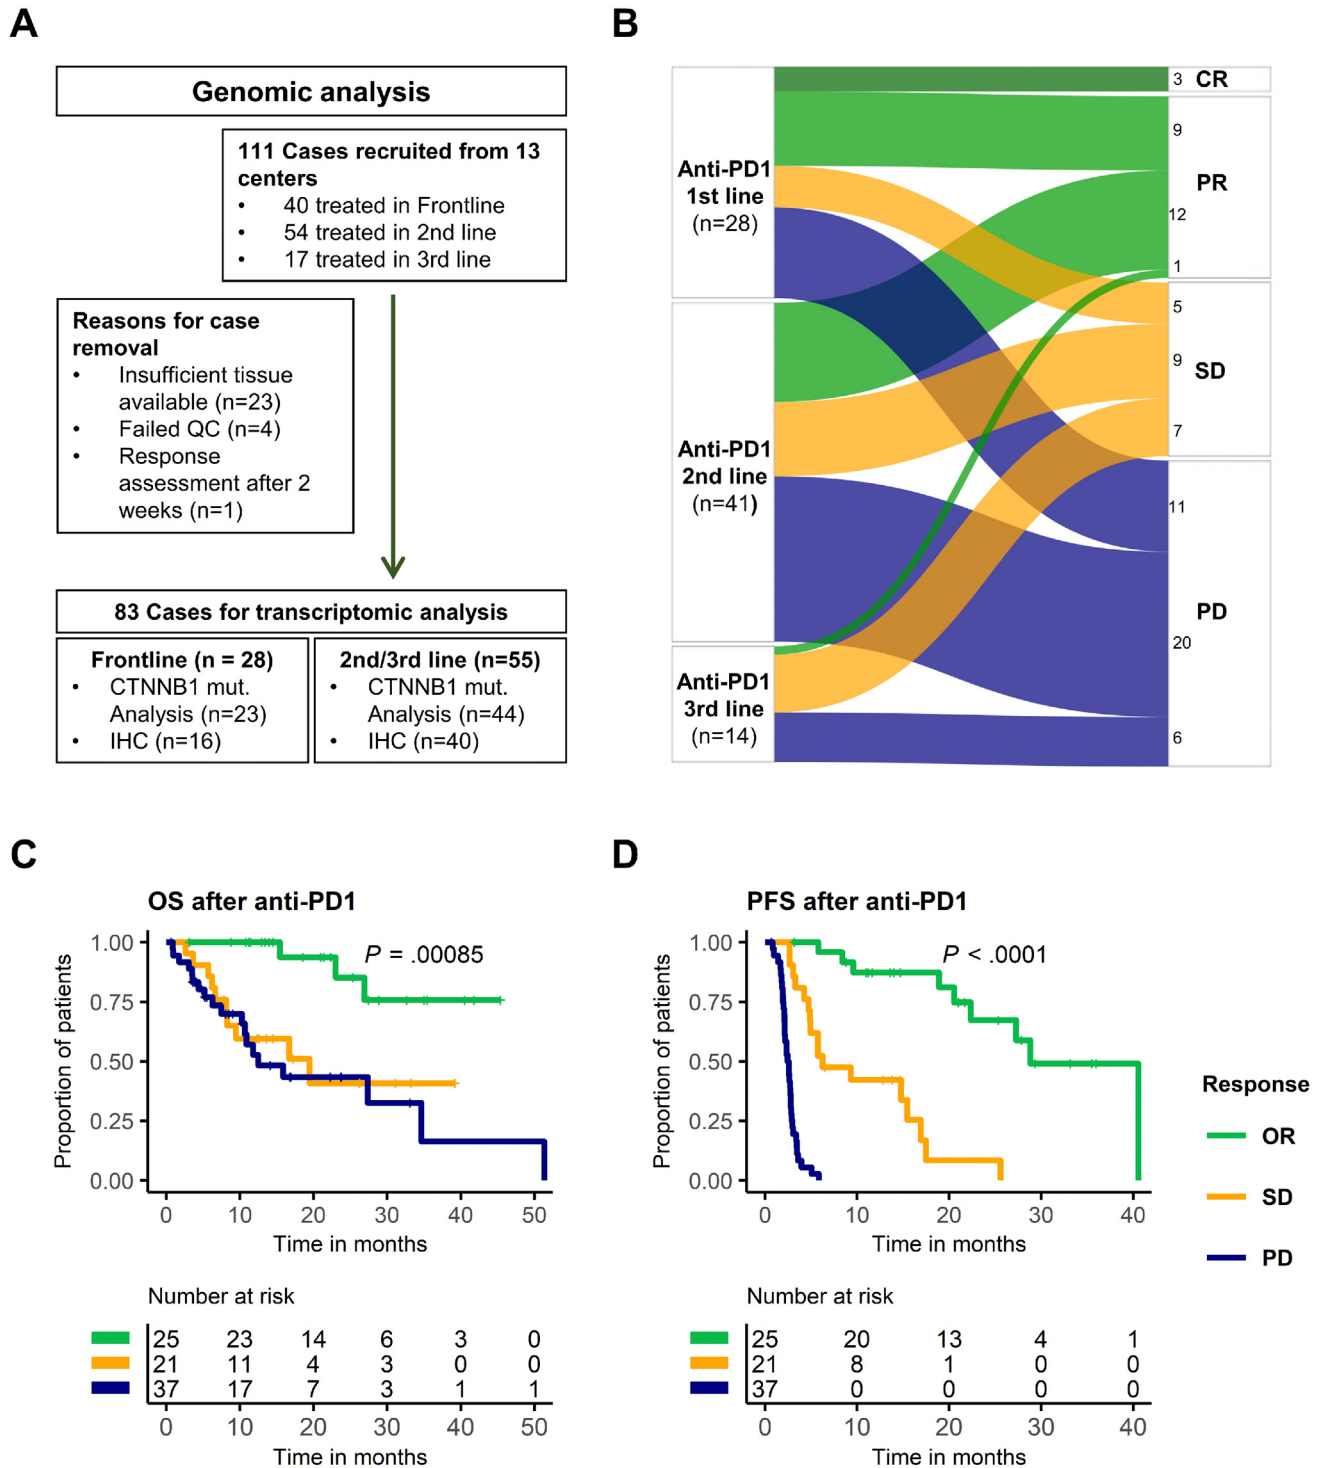 A
Genomic analysis
111 Cases recruited from 13
centers
• 40 treated in Frontline
• 54 treated in 2nd line
• 17 treated in 3rd line
Reasons for case
removal
• Insufficient tissue
available (n=23)
• Failed QC (n=4)
• Response
assessment after 2
weeks (n=1)
83 Cases for transcriptomic analysis
Frontline (n = 28)
• CTNNB1 mut.
Analysis (n=23)
• IHC (n=16)
2nd/3rd line (n=55)
• CTNNB1 mut.
Analysis (n=44)
• IHC (n=40)
B
Anti-PD1
1st line
(n=28)
Anti-PD1
2nd line
(n=41)
Anti-PD1
3rd line
(n=14)
3 CR
9
PR
12
1
5
9
SD
7
11
PD
20
6
C
OS after anti-PD1
P = .00085
Proportion of patients
1.00
0.75
0.50
0.25
0.00
0 10 20 30 40 50
Time in months
Number at risk
25 23 14 6 3 0
21 11 4 3 0 0
37 17 7 3 1 1
0 10 20 30 40 50
Time in months
D
PFS after anti-PD1
P < .0001
Proportion of patients
1.00
0.75
0.50
0.25
0.00
0 10 20 30 40
Time in months
Number at risk
25 20 13 4 1
21 8 1 0 0
37 0 0 0 0
0 10 20 30 40
Time in months
Response
OR
SD
PD